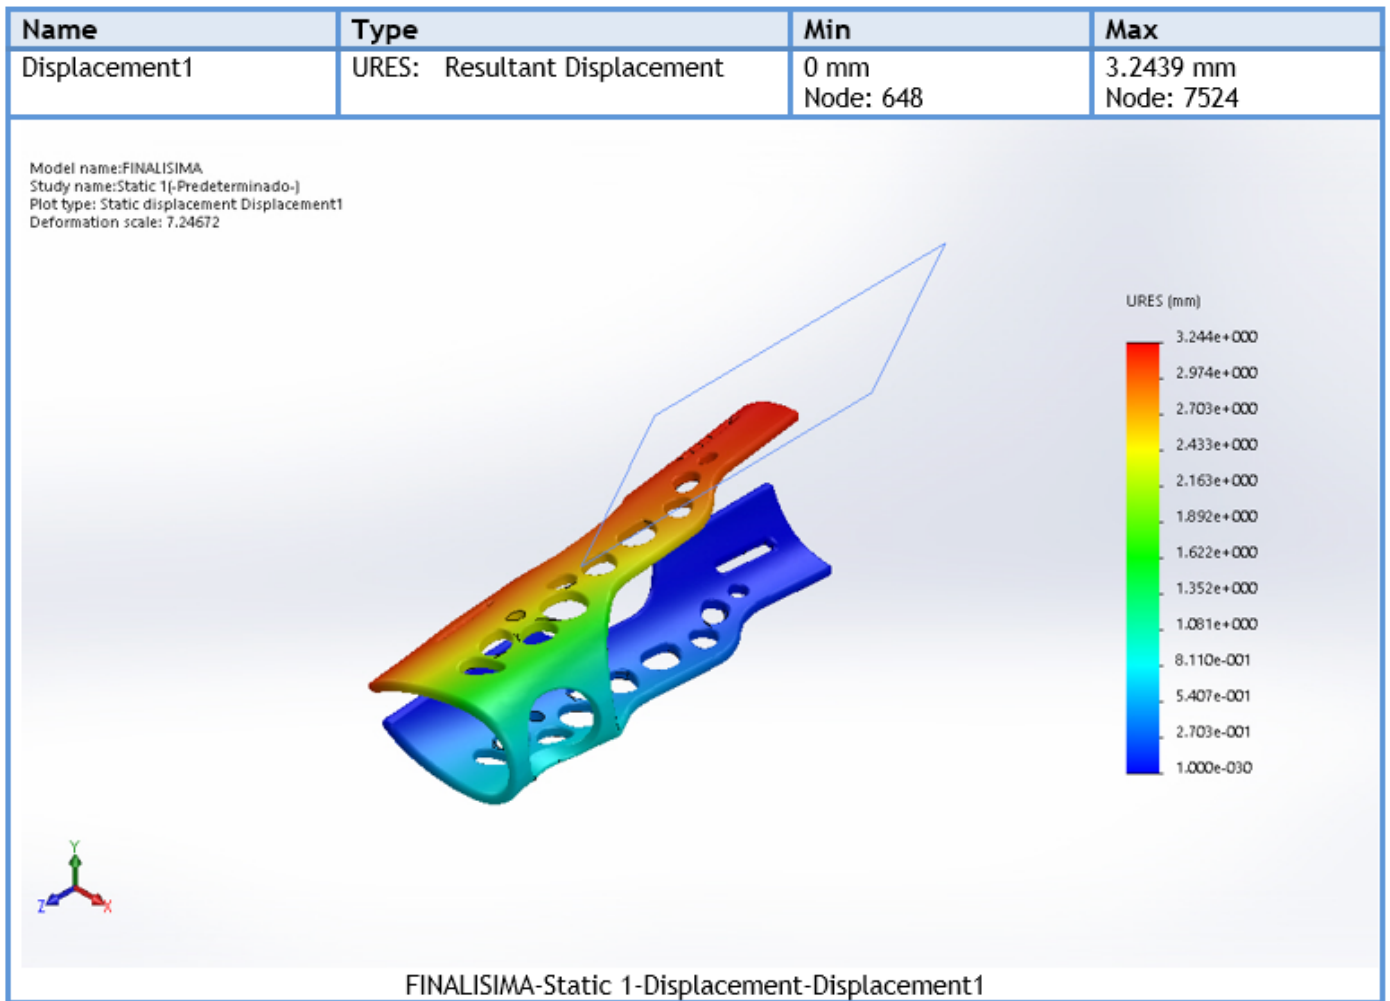 Name Type Min Max
Displacement1 URES: Resultant Displacement 0 mm 3.2439 mm
Node: 648 Node: 7524
Model name:FINALISIMA
Study name:Static 1(-Predeterminado-)
Plot type: Static displacement Displacement1
Deformation scale: 7.24672
URES (mm)
3.244e+000
2.974e+000
2.703e+000
2.433e+000
2.163e+000
1.892e+000
1.622e+000
1.352e+000
1.081e+000
8.110e-001
5.407e-001
2.703e-001
1.000e-030
Y
Z X
FINALISIMA-Static 1-Displacement-Displacement1